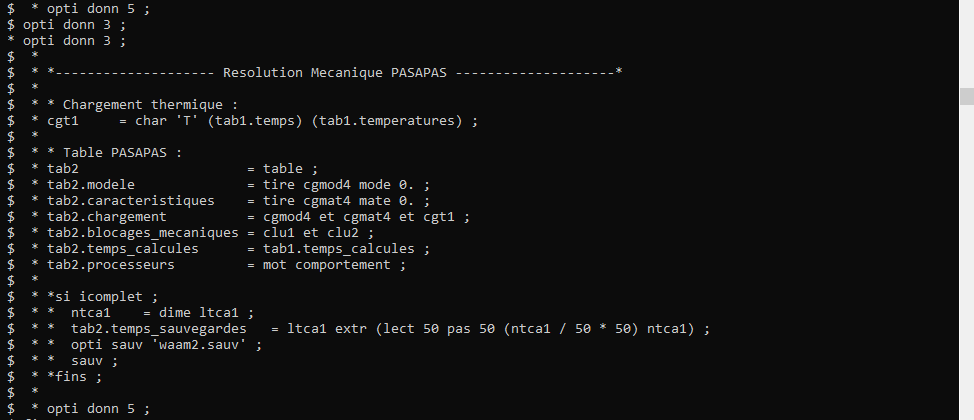 $  * opti donn 5 ;
$ opti donn 3 ;
* opti donn 3 ;
$  *
$  * *-------------------- Resolution Mecanique PASAPAS --------------------*
$  *
$  * * Chargement thermique :
$  * cgt1     = char 'T' (tab1.temps) (tab1.temperatures) ;
$  *
$  * * Table PASAPAS :
$  * tab2                     = table ;
$  * tab2.modele              = tire cgmod4 mode 0. ;
$  * tab2.caracteristiques    = tire cgmat4 mate 0. ;
$  * tab2.chargement          = cgmod4 et cgmat4 et cgt1 ;
$  * tab2.blocages_mecaniques = clu1 et clu2 ;
$  * tab2.temps_calcules      = tab1.temps_calcules ;
$  * tab2.processeurs         = mot comportement ;
$  *
$  * *si icomplet ;
$  * *  ntca1    = dime ltca1 ;
$  * *  tab2.temps_sauvegardes   = ltca1 extr (lect 50 pas 50 (ntca1 / 50 * 50) ntca1) ;
$  * *  opti sauv 'waam2.sauv' ;
$  * *  sauv ;
$  * *fins ;
$  *
$  * opti donn 5 ;